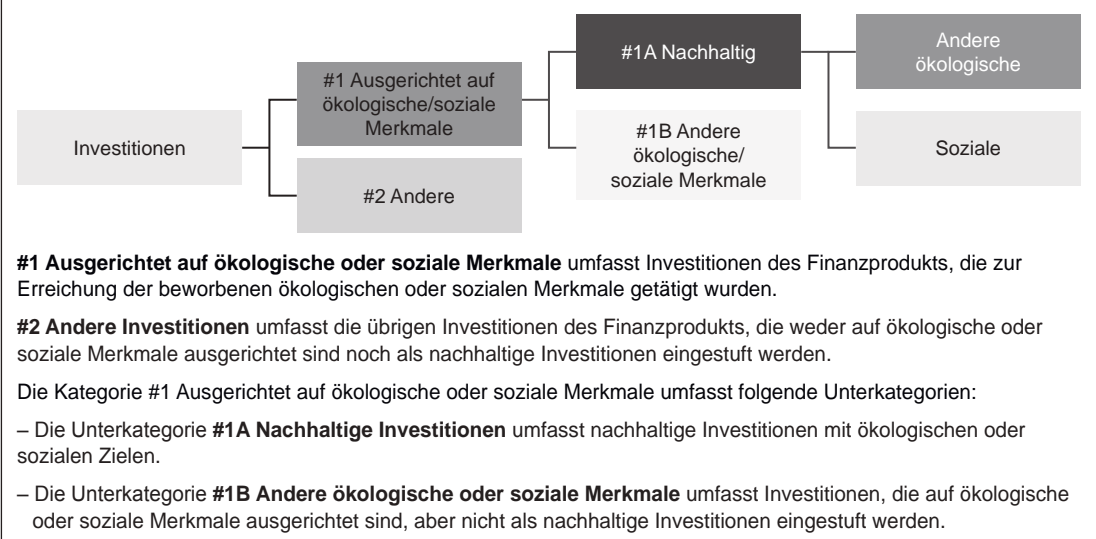 Investitionen
#1 Ausgerichtet auf
ökologische/soziale
Merkmale
#2 Andere
#1A Nachhaltig
#1B Andere
ökologische/
soziale Merkmale
Andere
ökologische
Soziale
#1 Ausgerichtet auf ökologische oder soziale Merkmale umfasst Investitionen des Finanzprodukts, die zur
Erreichung der beworbenen ökologischen oder sozialen Merkmale getätigt wurden.
#2 Andere Investitionen umfasst die übrigen Investitionen des Finanzprodukts, die weder auf ökologische oder
soziale Merkmale ausgerichtet sind noch als nachhaltige Investitionen eingestuft werden.
Die Kategorie #1 Ausgerichtet auf ökologische oder soziale Merkmale umfasst folgende Unterkategorien:
– Die Unterkategorie #1A Nachhaltige Investitionen umfasst nachhaltige Investitionen mit ökologischen oder
sozialen Zielen.
– Die Unterkategorie #1B Andere ökologische oder soziale Merkmale umfasst Investitionen, die auf ökologische
oder soziale Merkmale ausgerichtet sind, aber nicht als nachhaltige Investitionen eingestuft werden.